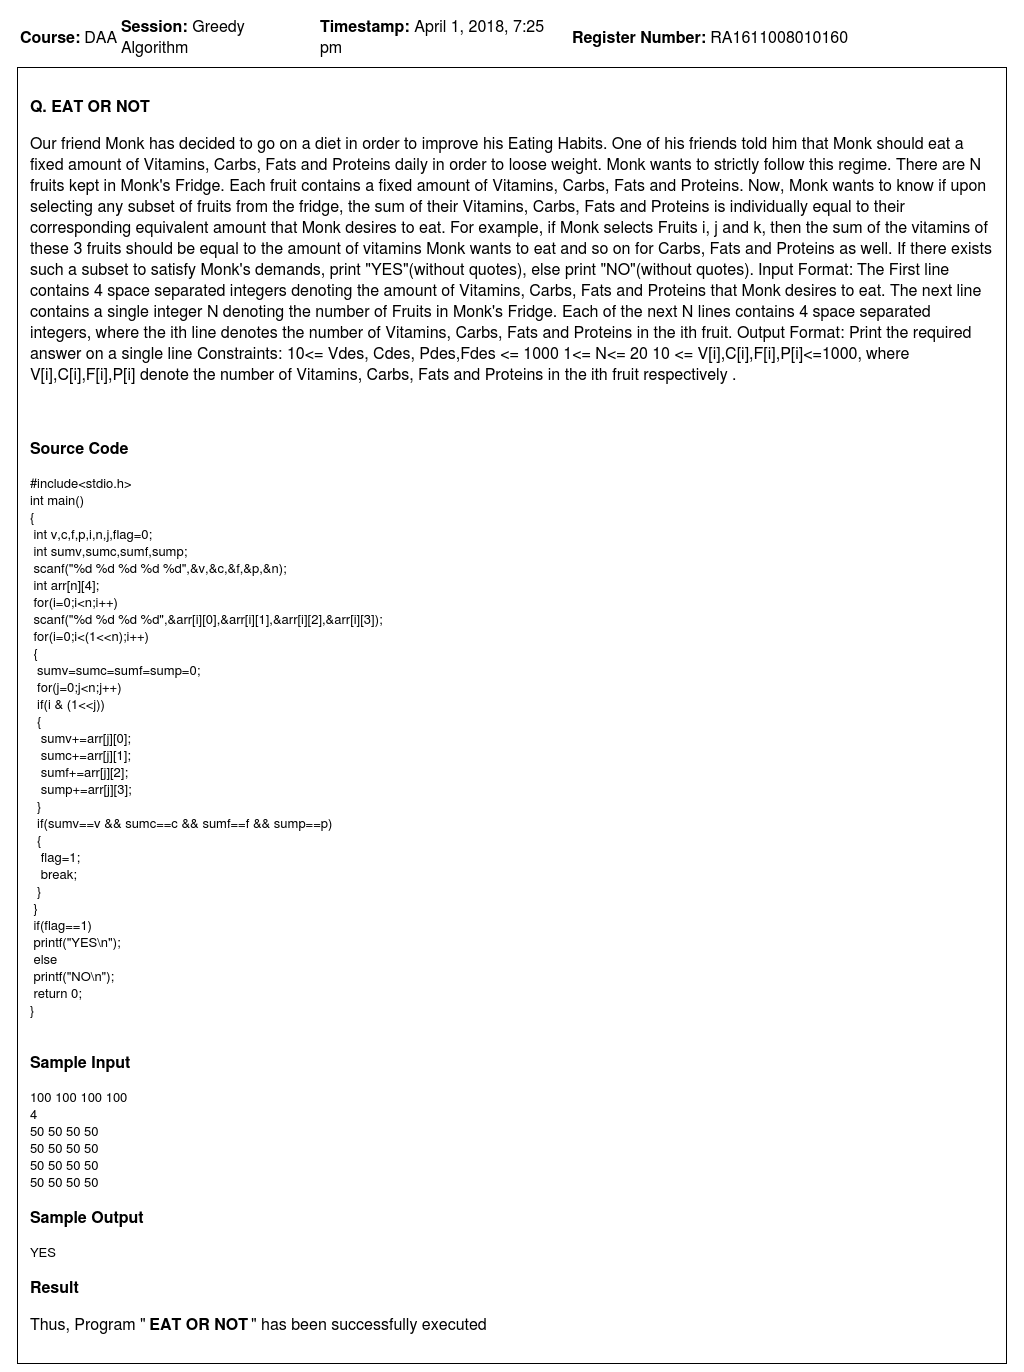 Course: DAA Session: Greedy Algorithm Timestamp: April 1, 2018, 7:25 pm Register Number: RA1611008010160
Q. EAT OR NOT
Our friend Monk has decided to go on a diet in order to improve his Eating Habits. One of his friends told him that Monk should eat a
fixed amount of Vitamins, Carbs, Fats and Proteins daily in order to loose weight. Monk wants to strictly follow this regime. There are N
fruits kept in Monk's Fridge. Each fruit contains a fixed amount of Vitamins, Carbs, Fats and Proteins. Now, Monk wants to know if upon
selecting any subset of fruits from the fridge, the sum of their Vitamins, Carbs, Fats and Proteins is individually equal to their
corresponding equivalent amount that Monk desires to eat. For example, if Monk selects Fruits i, j and k, then the sum of the vitamins of
these 3 fruits should be equal to the amount of vitamins Monk wants to eat and so on for Carbs, Fats and Proteins as well. If there exists
such a subset to satisfy Monk's demands, print "YES"(without quotes), else print "NO"(without quotes). Input Format: The First line
contains 4 space separated integers denoting the amount of Vitamins, Carbs, Fats and Proteins that Monk desires to eat. The next line
contains a single integer N denoting the number of Fruits in Monk's Fridge. Each of the next N lines contains 4 space separated
integers, where the ith line denotes the number of Vitamins, Carbs, Fats and Proteins in the ith fruit. Output Format: Print the required
answer on a single line Constraints: 10<= Vdes, Cdes, Pdes,Fdes <= 1000 1<= N<= 20 10 <= V[i],C[i],F[i],P[i]<=1000, where
V[i],C[i],F[i],P[i] denote the number of Vitamins, Carbs, Fats and Proteins in the ith fruit respectively .
Source Code
#include<stdio.h>
int main()
{
int v,c,f,p,i,n,j,flag=0;
int sumv,sumc,sumf,sump;
scanf("%d %d %d %d %d",&v,&c,&f,&p,&n);
int arr[n][4];
for(i=0;i<n;i++)
scanf("%d %d %d %d",&arr[i][0],&arr[i][1],&arr[i][2],&arr[i][3]);
for(i=0;i<(1<<n);i++)
{
sumv=sumc=sumf=sump=0;
for(j=0;j<n;j++)
if(i & (1<<j))
{
sumv+=arr[j][0];
sumc+=arr[j][1];
sumf+=arr[j][2];
sump+=arr[j][3];
}
if(sumv==v && sumc==c && sumf==f && sump==p)
{
flag=1;
break;
}
}
if(flag==1)
printf("YES\n");
else
printf("NO\n");
return 0;
}
Sample Input
100 100 100 100
4
50 50 50 50
50 50 50 50
50 50 50 50
50 50 50 50
Sample Output
YES
Result
Thus, Program " EAT OR NOT " has been successfully executed